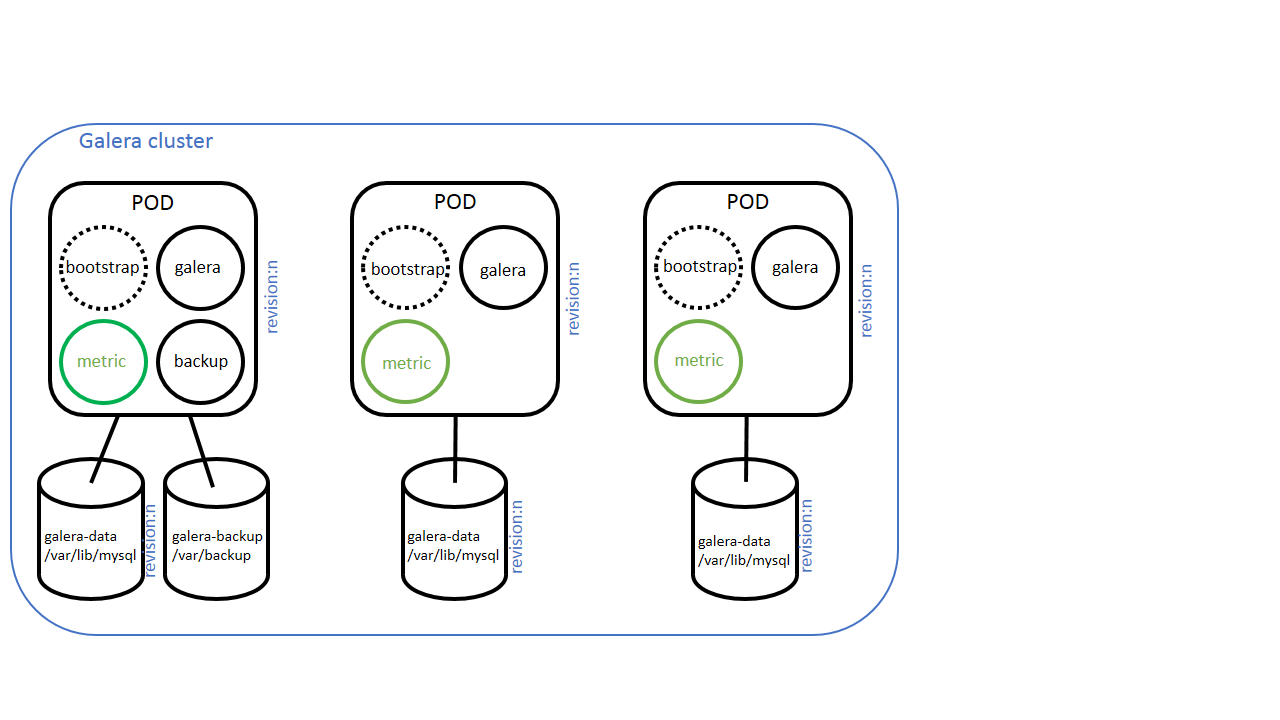 Galera cluster
POD
bootstrap
galera
metric
backup
revision:n
POD
bootstrap
galera
metric
revision:n
POD
bootstrap
galera
metric
revision:n
galera-data
/var/lib/mysql
revision:n
galera-backup
/var/backup
galera-data
/var/lib/mysql
revision:n
galera-data
/var/lib/mysql
revision:n